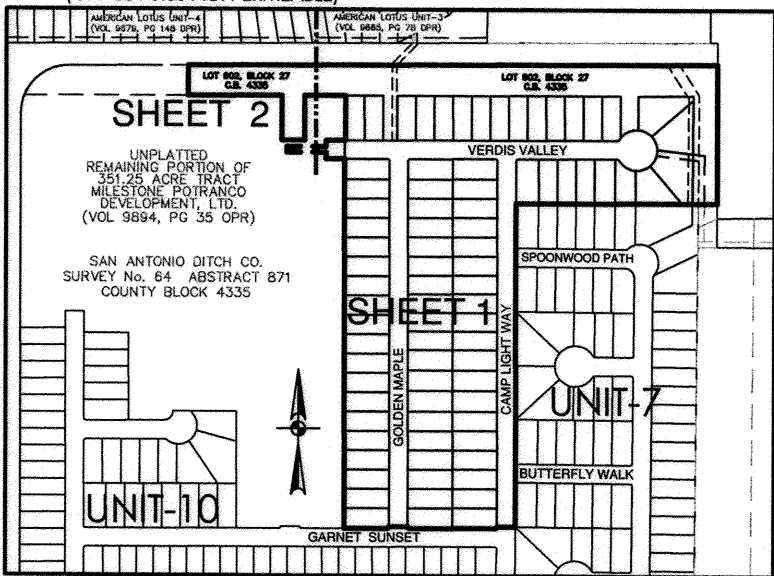 AMERICAN LOTUS UNIT-4
(VOL 9679, PG 148 DPR)
AMERICAN LOTUS UNIT-3
(VOL 9665, PG 78 DPR)
LOT 902, BLOCK 27
C.B. 4335
LOT 902, BLOCK 27
C.B. 4335
SHEET 2
VERDIS VALLEY
UNPLATTED
REMAINING PORTION OF
351.25 ACRE TRACT
MILESTONE POTRANCO
DEVELOPMENT, LTD.
(VOL 9894, PG 35 OPR)
SAN ANTONIO DITCH CO.
SURVEY No. 64 ABSTRACT 871
COUNTY BLOCK 4335
SPOONWOOD PATH
SHEET 1
GOLDEN MAPLE
CAMP LIGHT WAY
UNIT-7
BUTTERFLY WALK
UNIT-10
GARNET SUNSET